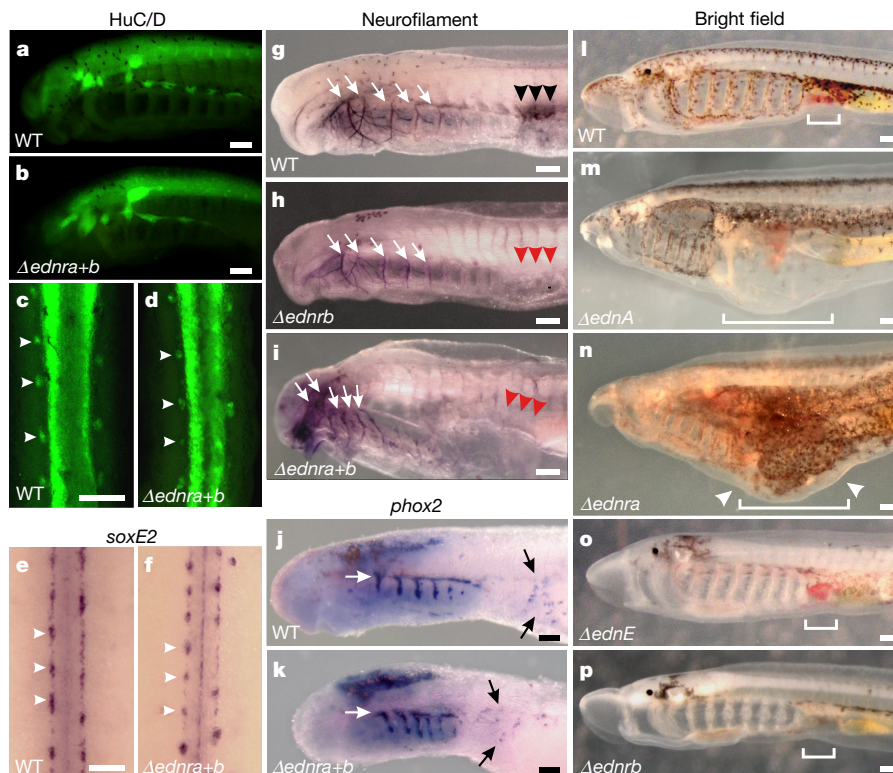 HuC/D
Neurofilament
Bright field
a
WT
b
Δednra+b
c
WT
d
Δednra+b
soxE2
e
WT
f
Δednra+b
g
WT
h
Δednrb
i
Δednra+b
phox2
j
WT
k
Δednra+b
l
WT
m
ΔednA
n
Δednra
o
ΔednE
p
Δednrb